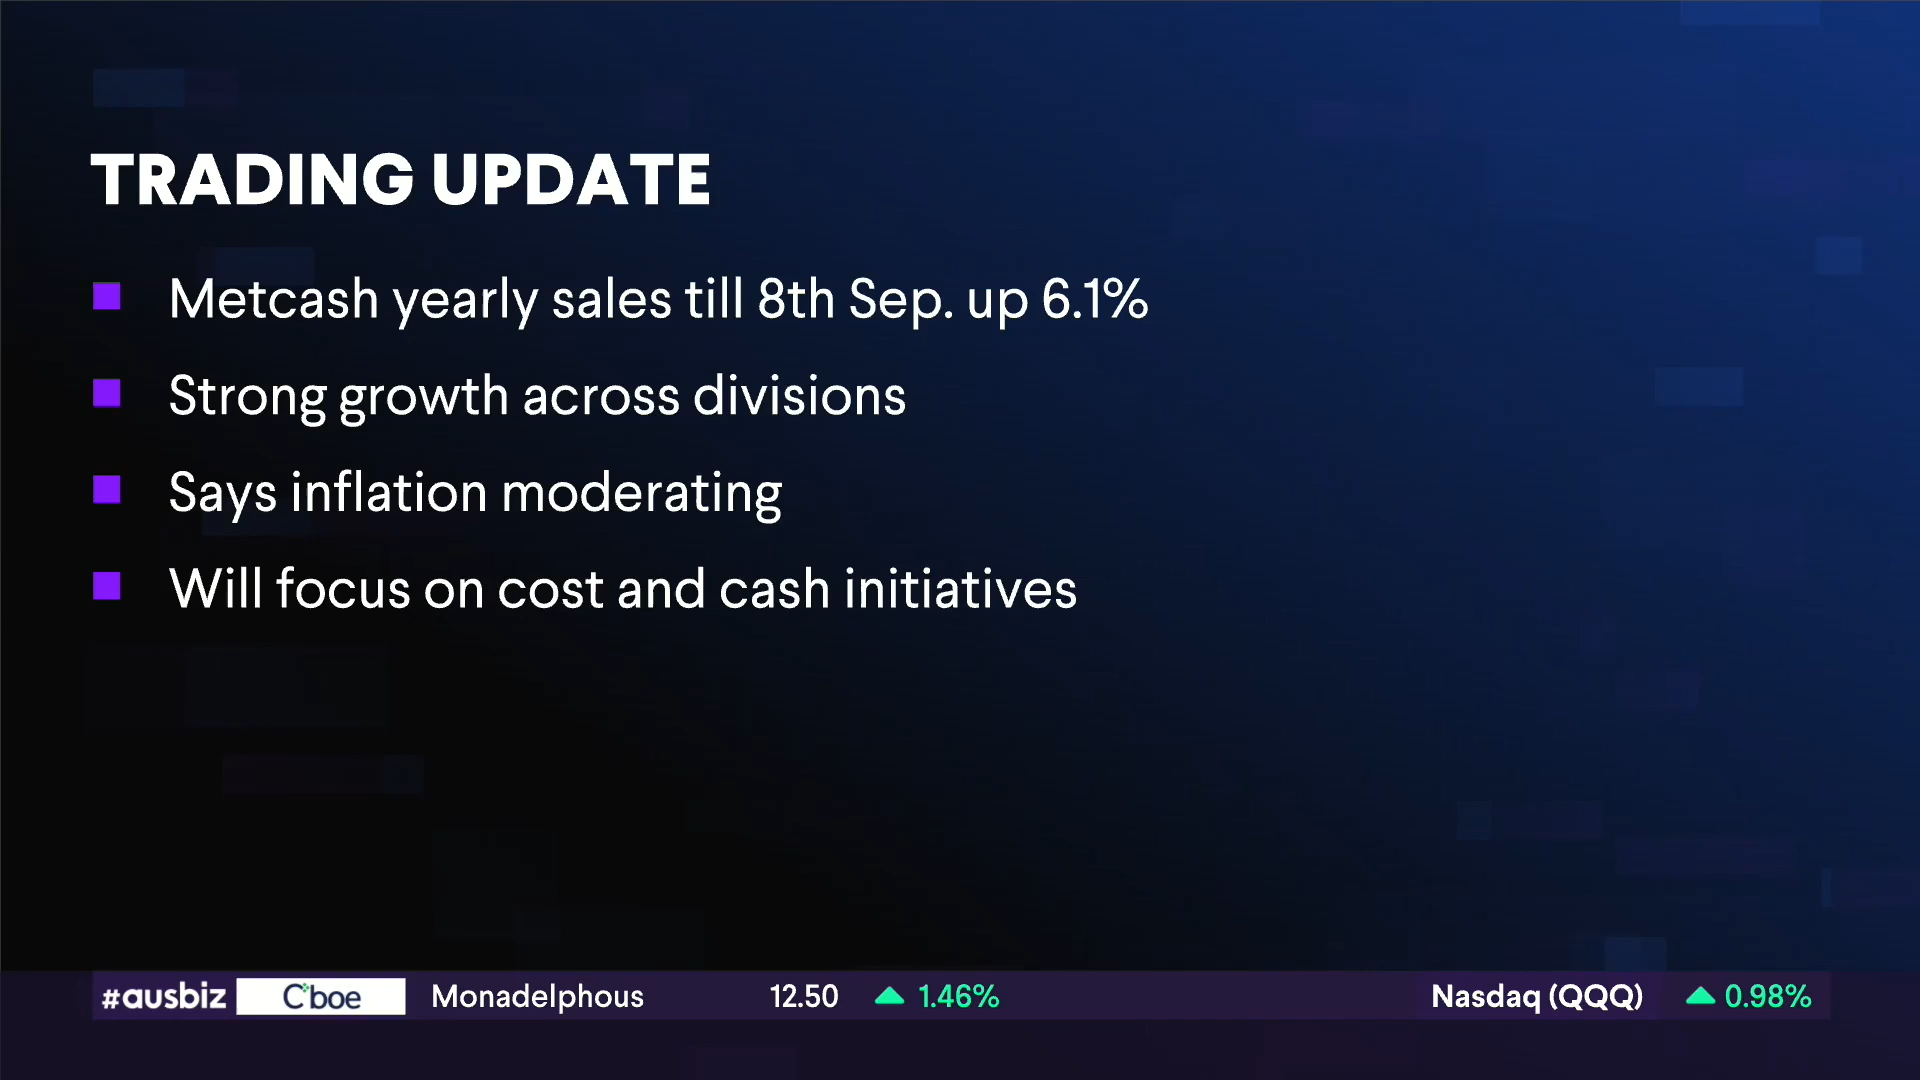 TRADING UPDATE
Metcash yearly sales till 8th Sep. up 6.1%
Strong growth across divisions
Says inflation moderating
Will focus on cost and cash initiatives
#ausbiz Cboe Monadelphous 12.50 ▲ 1.46% Nasdaq (QQQ) ▲ 0.98%